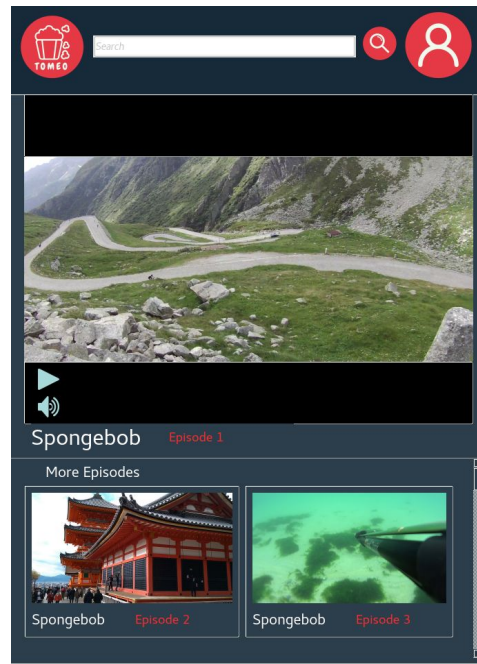 TOMEO
Search
Spongebob Episode 1
More Episodes
Spongebob Episode 2
Spongebob Episode 3